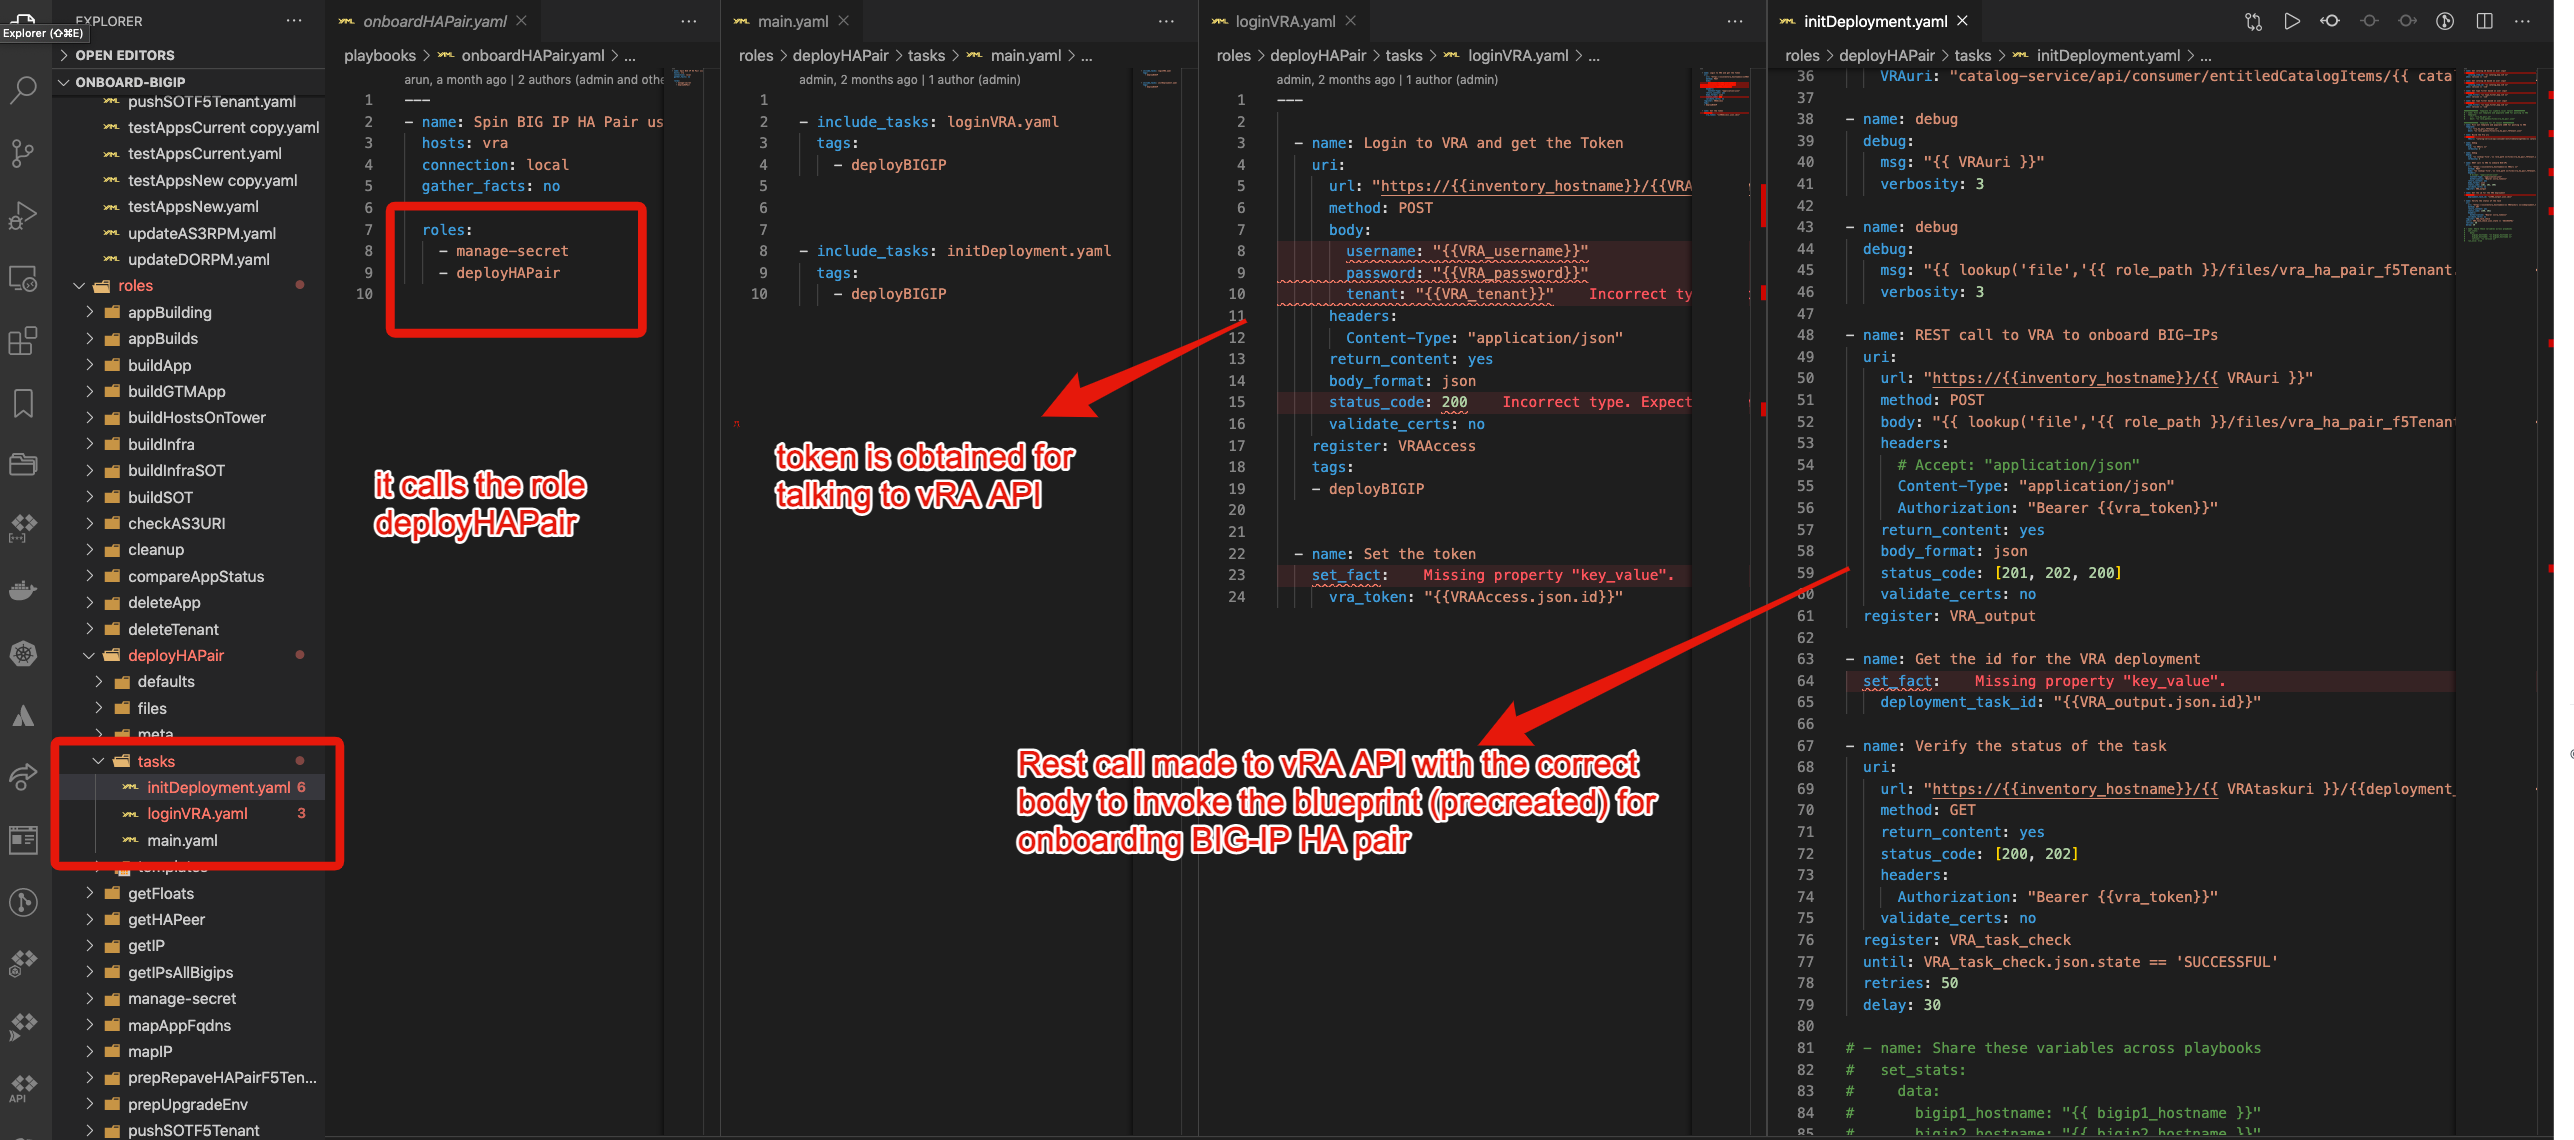 EXPLORER
Explorer (⇧⌘E)
OPEN EDITORS
ONBOARD-BIGIP
pushSOTF5Tenant.yaml
testAppsCurrent copy.yaml
testAppsCurrent.yaml
testAppsNew copy.yaml
testAppsNew.yaml
updateAS3RPM.yaml
updateDORPM.yaml
roles
appBuilding
appBuilds
buildApp
buildGTMApp
buildHostsOnTower
buildInfra
buildInfraSOT
buildSOT
checkAS3URI
cleanup
compareAppStatus
deleteApp
deleteTenant
deployHAPair
defaults
files
meta
tasks
initDeployment.yaml 6
loginVRA.yaml 3
main.yaml
templates
getFloats
getHAPeer
getIP
getIPsAllBigips
manage-secret
mapAppFqdns
mapIP
prepRepaveHAPairF5Ten...
prepUpgradeEnv
pushSOTF5Tenant
API
onboardHAPair.yaml
playbooks > onboardHAPair.yaml > ...
arun, a month ago | 2 authors (admin and othe
1 ---
2 - name: Spin BIG IP HA Pair us
3 hosts: vra
4 connection: local
5 gather_facts: no
6
7 roles:
8 - manage-secret
9 - deployHAPair
10
it calls the role
deployHAPair
main.yaml
roles > deployHAPair > tasks > main.yaml > ...
admin, 2 months ago | 1 author (admin)
1
2 - include_tasks: loginVRA.yaml
3 tags:
4 - deployBIGIP
5
6
7
8 - include_tasks: initDeployment.yaml
9 tags:
10 - deployBIGIP
token is obtained for
talking to vRA API
loginVRA.yaml
roles > deployHAPair > tasks > loginVRA.yaml > ...
admin, 2 months ago | 1 author (admin)
1 ---
2
3 - name: Login to VRA and get the Token
4 uri:
5 url: "https://{{inventory_hostname}}/{{VRA
6 method: POST
7 body:
8 username: "{{VRA_username}}"
9 password: "{{VRA_password}}"
10 tenant: "{{VRA_tenant}}" Incorrect ty
11 headers:
12 Content-Type: "application/json"
13 return_content: yes
14 body_format: json
15 status_code: 200 Incorrect type. Expect
16 validate_certs: no
17 register: VRAAccess
18 tags:
19 - deployBIGIP
20
21
22 - name: Set the token
23 set_fact: Missing property "key_value".
24 vra_token: "{{VRAAccess.json.id}}"
Rest call made to vRA API with the correct
body to invoke the blueprint (precreated) for
onboarding BIG-IP HA pair
initDeployment.yaml
roles > deployHAPair > tasks > initDeployment.yaml > ...
36 VRAuri: "catalog-service/api/consumer/entitledCatalogItems/{{ cata
37
38 - name: debug
39 debug:
40 msg: "{{ VRAuri }}"
41 verbosity: 3
42
43 - name: debug
44 debug:
45 msg: "{{ lookup('file','{{ role_path }}/files/vra_ha_pair_f5Tenant.
46 verbosity: 3
47
48 - name: REST call to VRA to onboard BIG-IPs
49 uri:
50 url: "https://{{inventory_hostname}}/{{ VRAuri }}"
51 method: POST
52 body: "{{ lookup('file','{{ role_path }}/files/vra_ha_pair_f5Tenant
53 headers:
54 # Accept: "application/json"
55 Content-Type: "application/json"
56 Authorization: "Bearer {{vra_token}}"
57 return_content: yes
58 body_format: json
59 status_code: [201, 202, 200]
60 validate_certs: no
61 register: VRA_output
62
63 - name: Get the id for the VRA deployment
64 set_fact: Missing property "key_value".
65 deployment_task_id: "{{VRA_output.json.id}}"
66
67 - name: Verify the status of the task
68 uri:
69 url: "https://{{inventory_hostname}}/{{ VRAtaskuri }}/{{deployment_
70 method: GET
71 return_content: yes
72 status_code: [200, 202]
73 headers:
74 Authorization: "Bearer {{vra_token}}"
75 validate_certs: no
76 register: VRA_task_check
77 until: VRA_task_check.json.state == 'SUCCESSFUL'
78 retries: 50
79 delay: 30
80
81 # - name: Share these variables across playbooks
82 # set_stats:
83 # data:
84 # bigip1_hostname: "{{ bigip1_hostname }}"
85 # bigip2_hostname: "{{ bigip2_hostname }}"